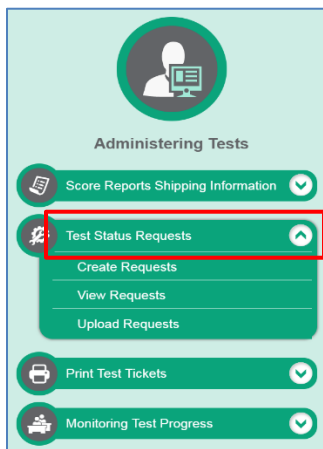 Administering Tests
Score Reports Shipping Information
Test Status Requests
Create Requests
View Requests
Upload Requests
Print Test Tickets
Monitoring Test Progress